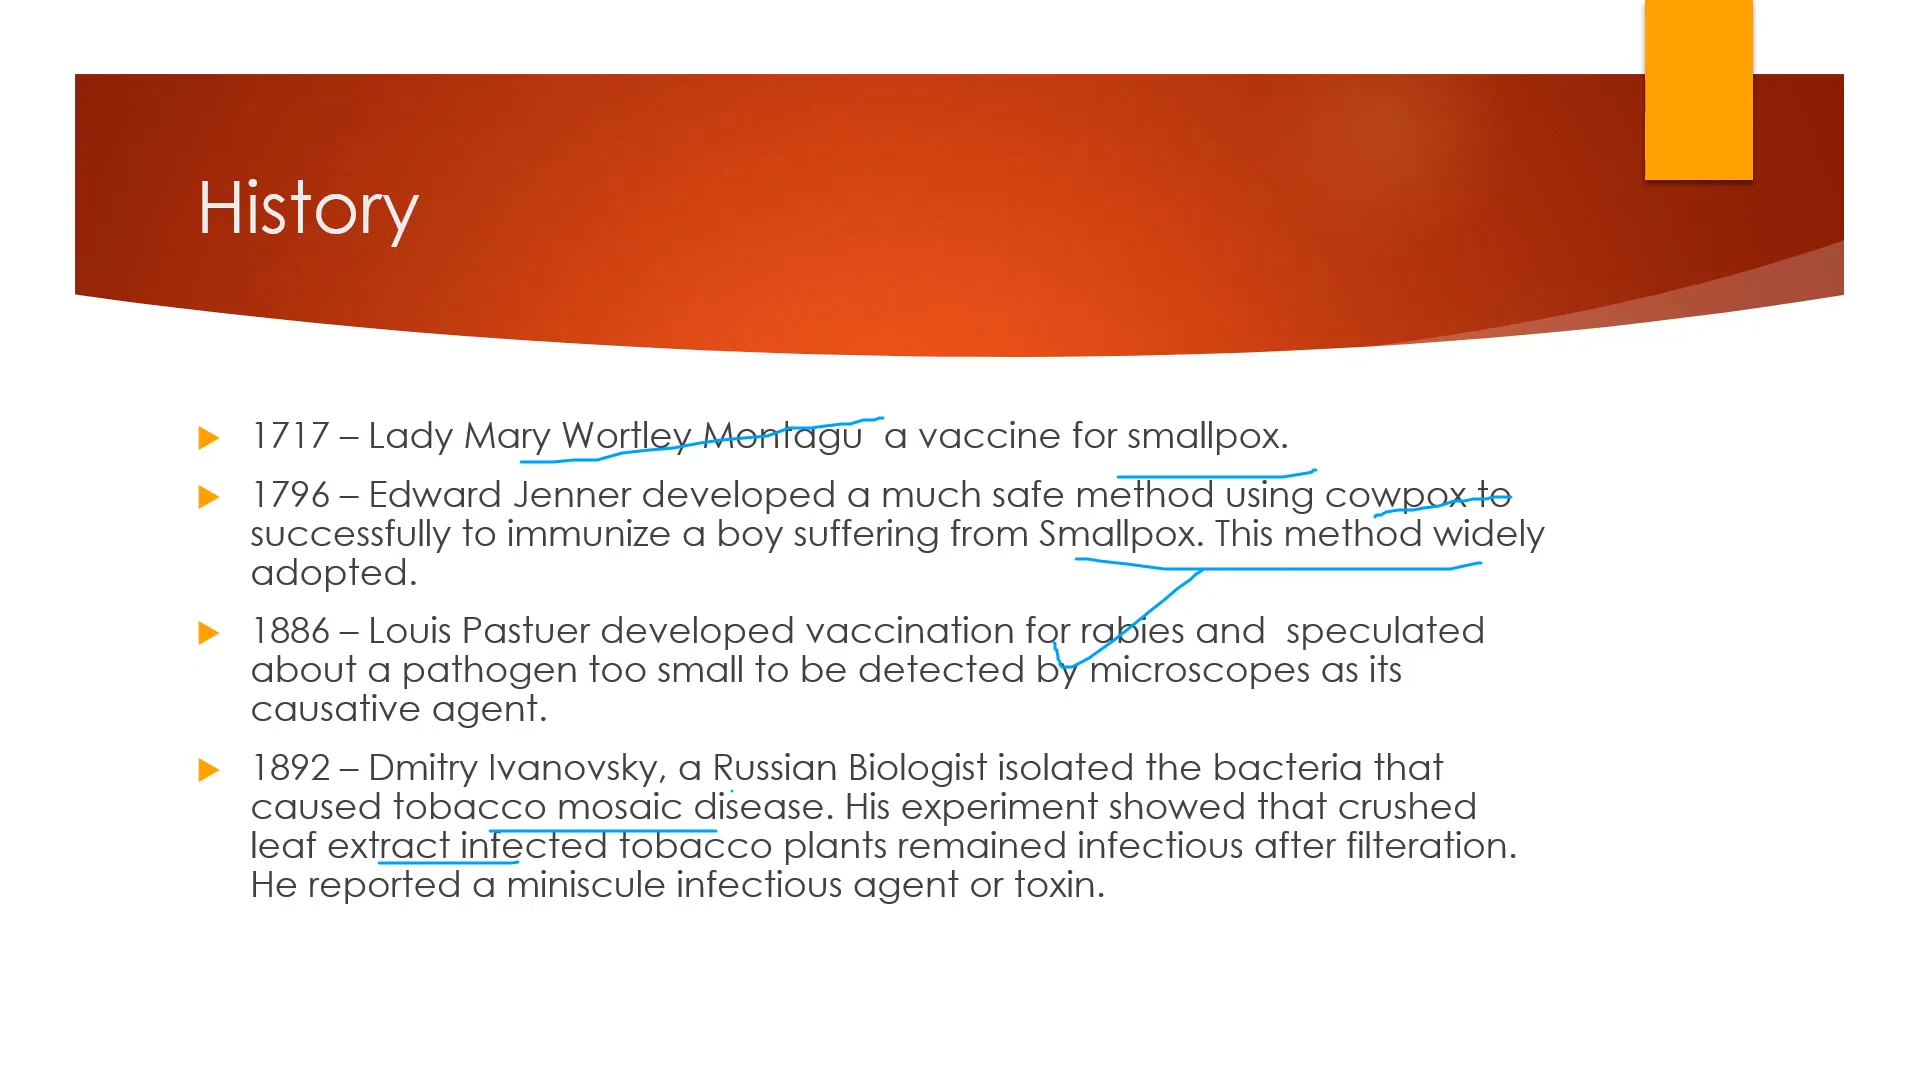 History
1717 – Lady Mary Wortley Montagu  a vaccine for smallpox.
1796 – Edward Jenner developed a much safe method using cowpox to
successfully to immunize a boy suffering from Smallpox. This method widely
adopted.
1886 – Louis Pastuer developed vaccination for rabies and  speculated
about a pathogen too small to be detected by microscopes as its
causative agent.
1892 – Dmitry Ivanovsky, a Russian Biologist isolated the bacteria that
caused tobacco mosaic disease. His experiment showed that crushed
leaf extract infected tobacco plants remained infectious after filteration.
He reported a miniscule infectious agent or toxin.